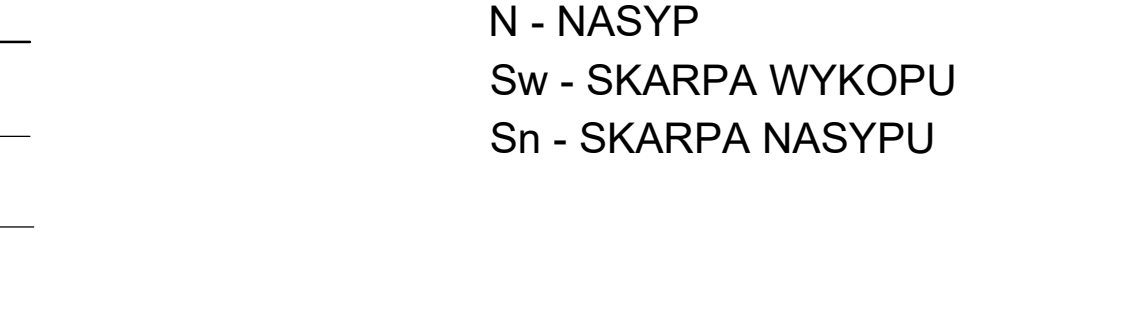 N - NASYP
Sw - SKARPA WYKOPU
Sn - SKARPA NASYPU